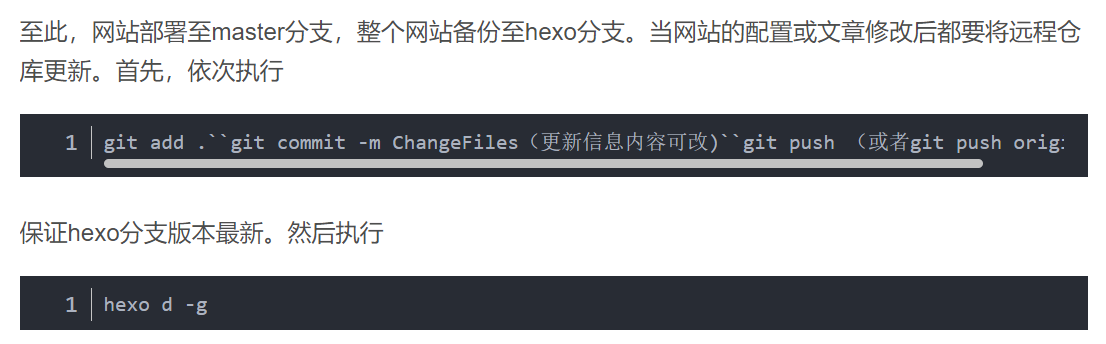 至此，网站部署至master分支，整个网站备份至hexo分支。当网站的配置或文章修改后都要将远程仓
库更新。首先，依次执行
1 git add .``git commit -m ChangeFiles（更新信息内容可改)``git push （或者git push orig
保证hexo分支版本最新。然后执行
1 hexo d -g